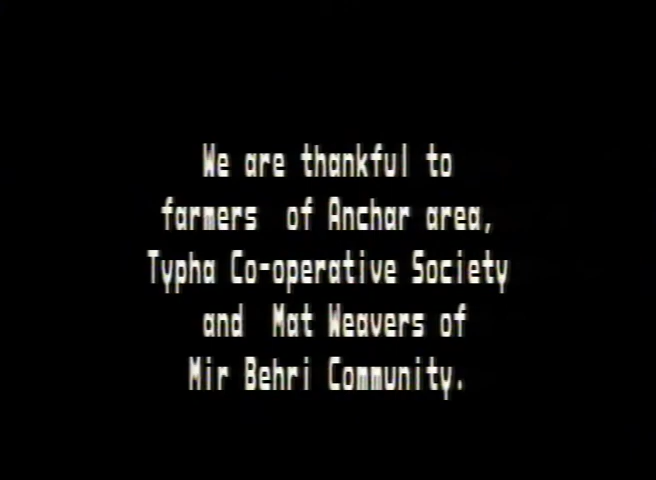 We are thankful to
farmers of Anchar area,
Typha Co-operative Society
and Mat Weavers of
Mir Behri Community.